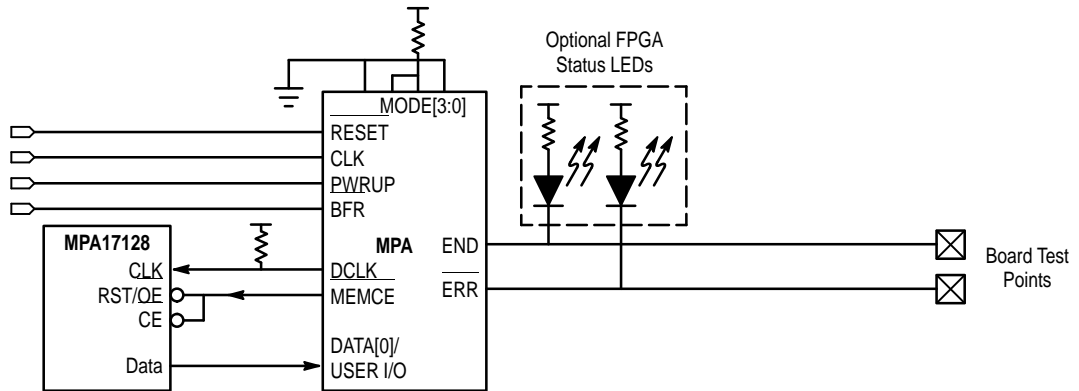 Optional FPGA
Status LEDs
MODE[3:0]
RESET
CLK
PWRUP
BFR
MPA17128
MPA
END
CLK
DCLK
ERR
RST/OE
MEMCE
CE
Data
DATA[0]/
USER I/O
Board Test
Points